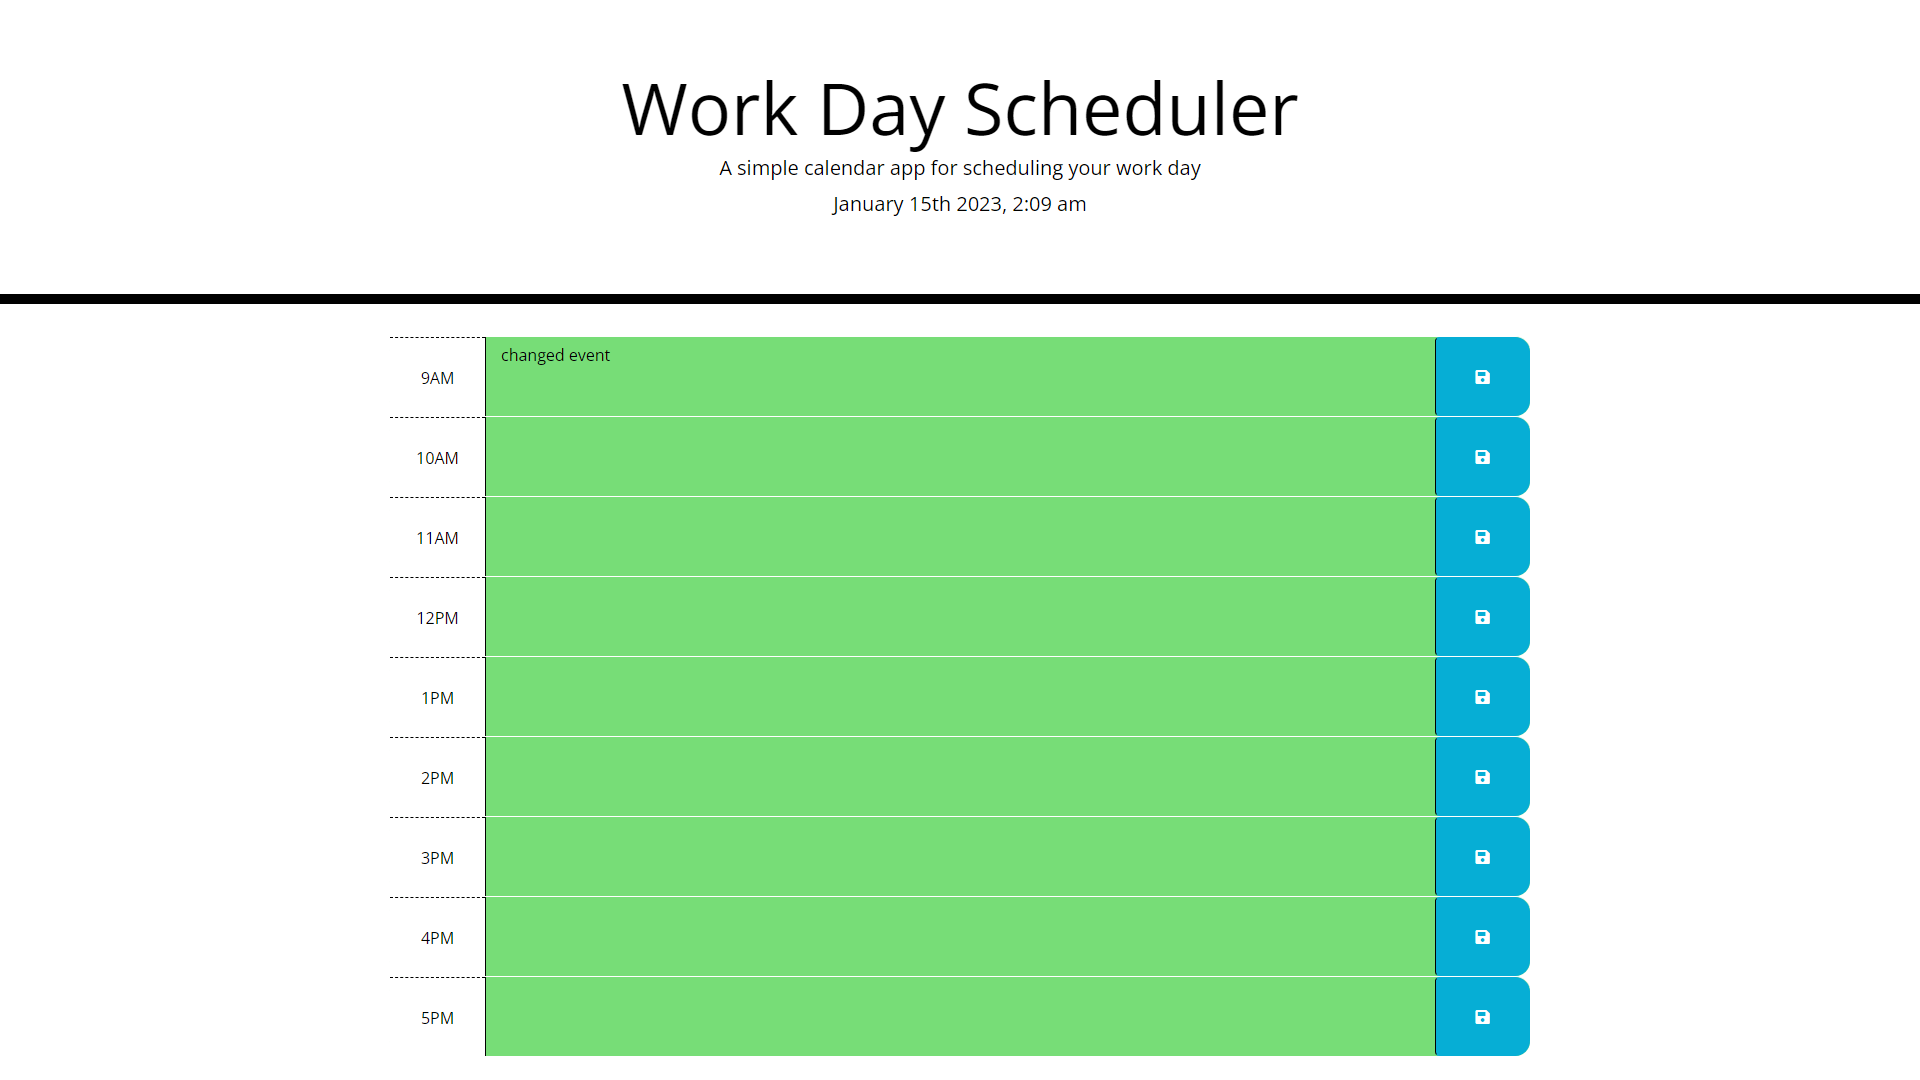 Work Day Scheduler
A simple calendar app for scheduling your work day
January 15th 2023, 2:09 am
9AM
changed event
10AM
11AM
12PM
1PM
2PM
3PM
4PM
5PM